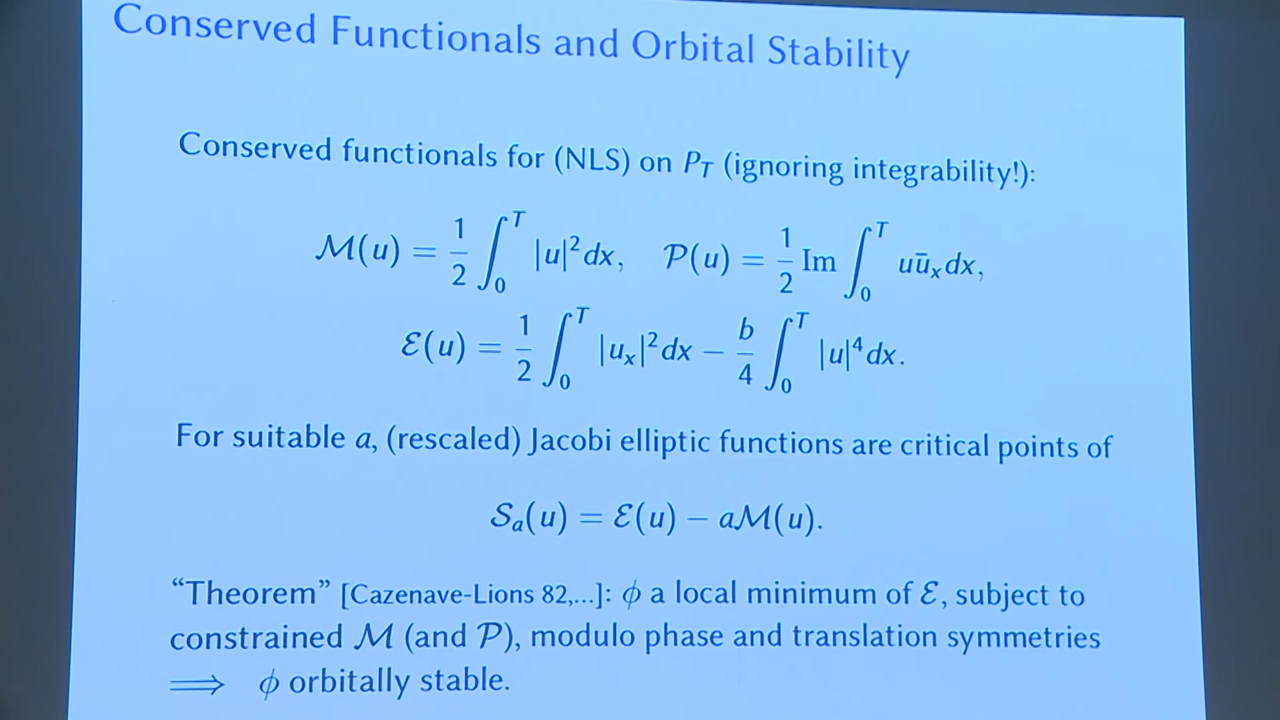 Conserved Functionals and Orbital Stability
Conserved functionals for (NLS) on P_T (ignoring integrability!):
ℳ(u) = 1/2 ∫_0^T |u|² dx, 𝒫(u) = 1/2 Im ∫_0^T uū_x dx,
ℰ(u) = 1/2 ∫_0^T |u_x|² dx − b/4 ∫_0^T |u|⁴ dx.
For suitable a, (rescaled) Jacobi elliptic functions are critical points of
𝒮_a(u) = ℰ(u) − aℳ(u).
“Theorem” [Cazenave-Lions 82,...]: ϕ a local minimum of ℰ, subject to
constrained ℳ (and 𝒫), modulo phase and translation symmetries
⟹ ϕ orbitally stable.